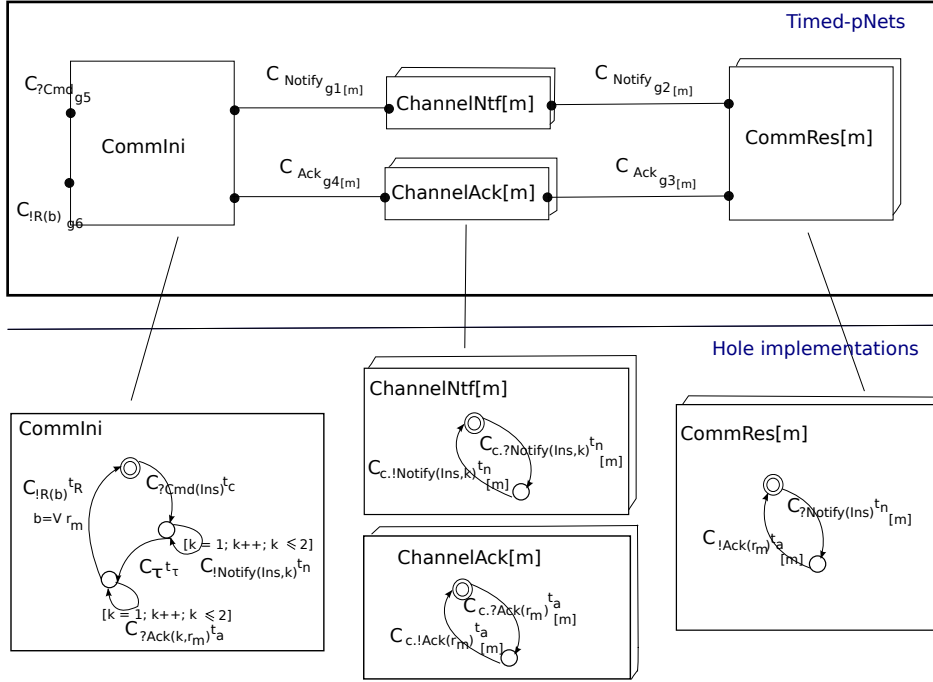 Timed-pNets
C?Cmd g5
C Notify g1[m]
C Notify g2[m]
ChannelNtf[m]
CommIni
CommRes[m]
C Ack g4[m]
C Ack g3[m]
ChannelAck[m]
C!R(b) g6
Hole implementations
ChannelNtf[m]
C c.?Notify(Ins,k) tn [m]
C c.!Notify(Ins,k) tn [m]
CommIni
C!R(b) tR
b=V rm
C?Cmd(Ins) tc
[k = 1; k++; k ≤2]
C!Notify(Ins,k) tn
Cτ tτ
[k = 1; k++; k ≤2]
C?Ack(k,rm) ta
ChannelAck[m]
C c.?Ack(rm) ta [m]
C c.!Ack(rm) ta [m]
CommRes[m]
C?Notify(Ins) tn [m]
C!Ack(rm) ta [m]